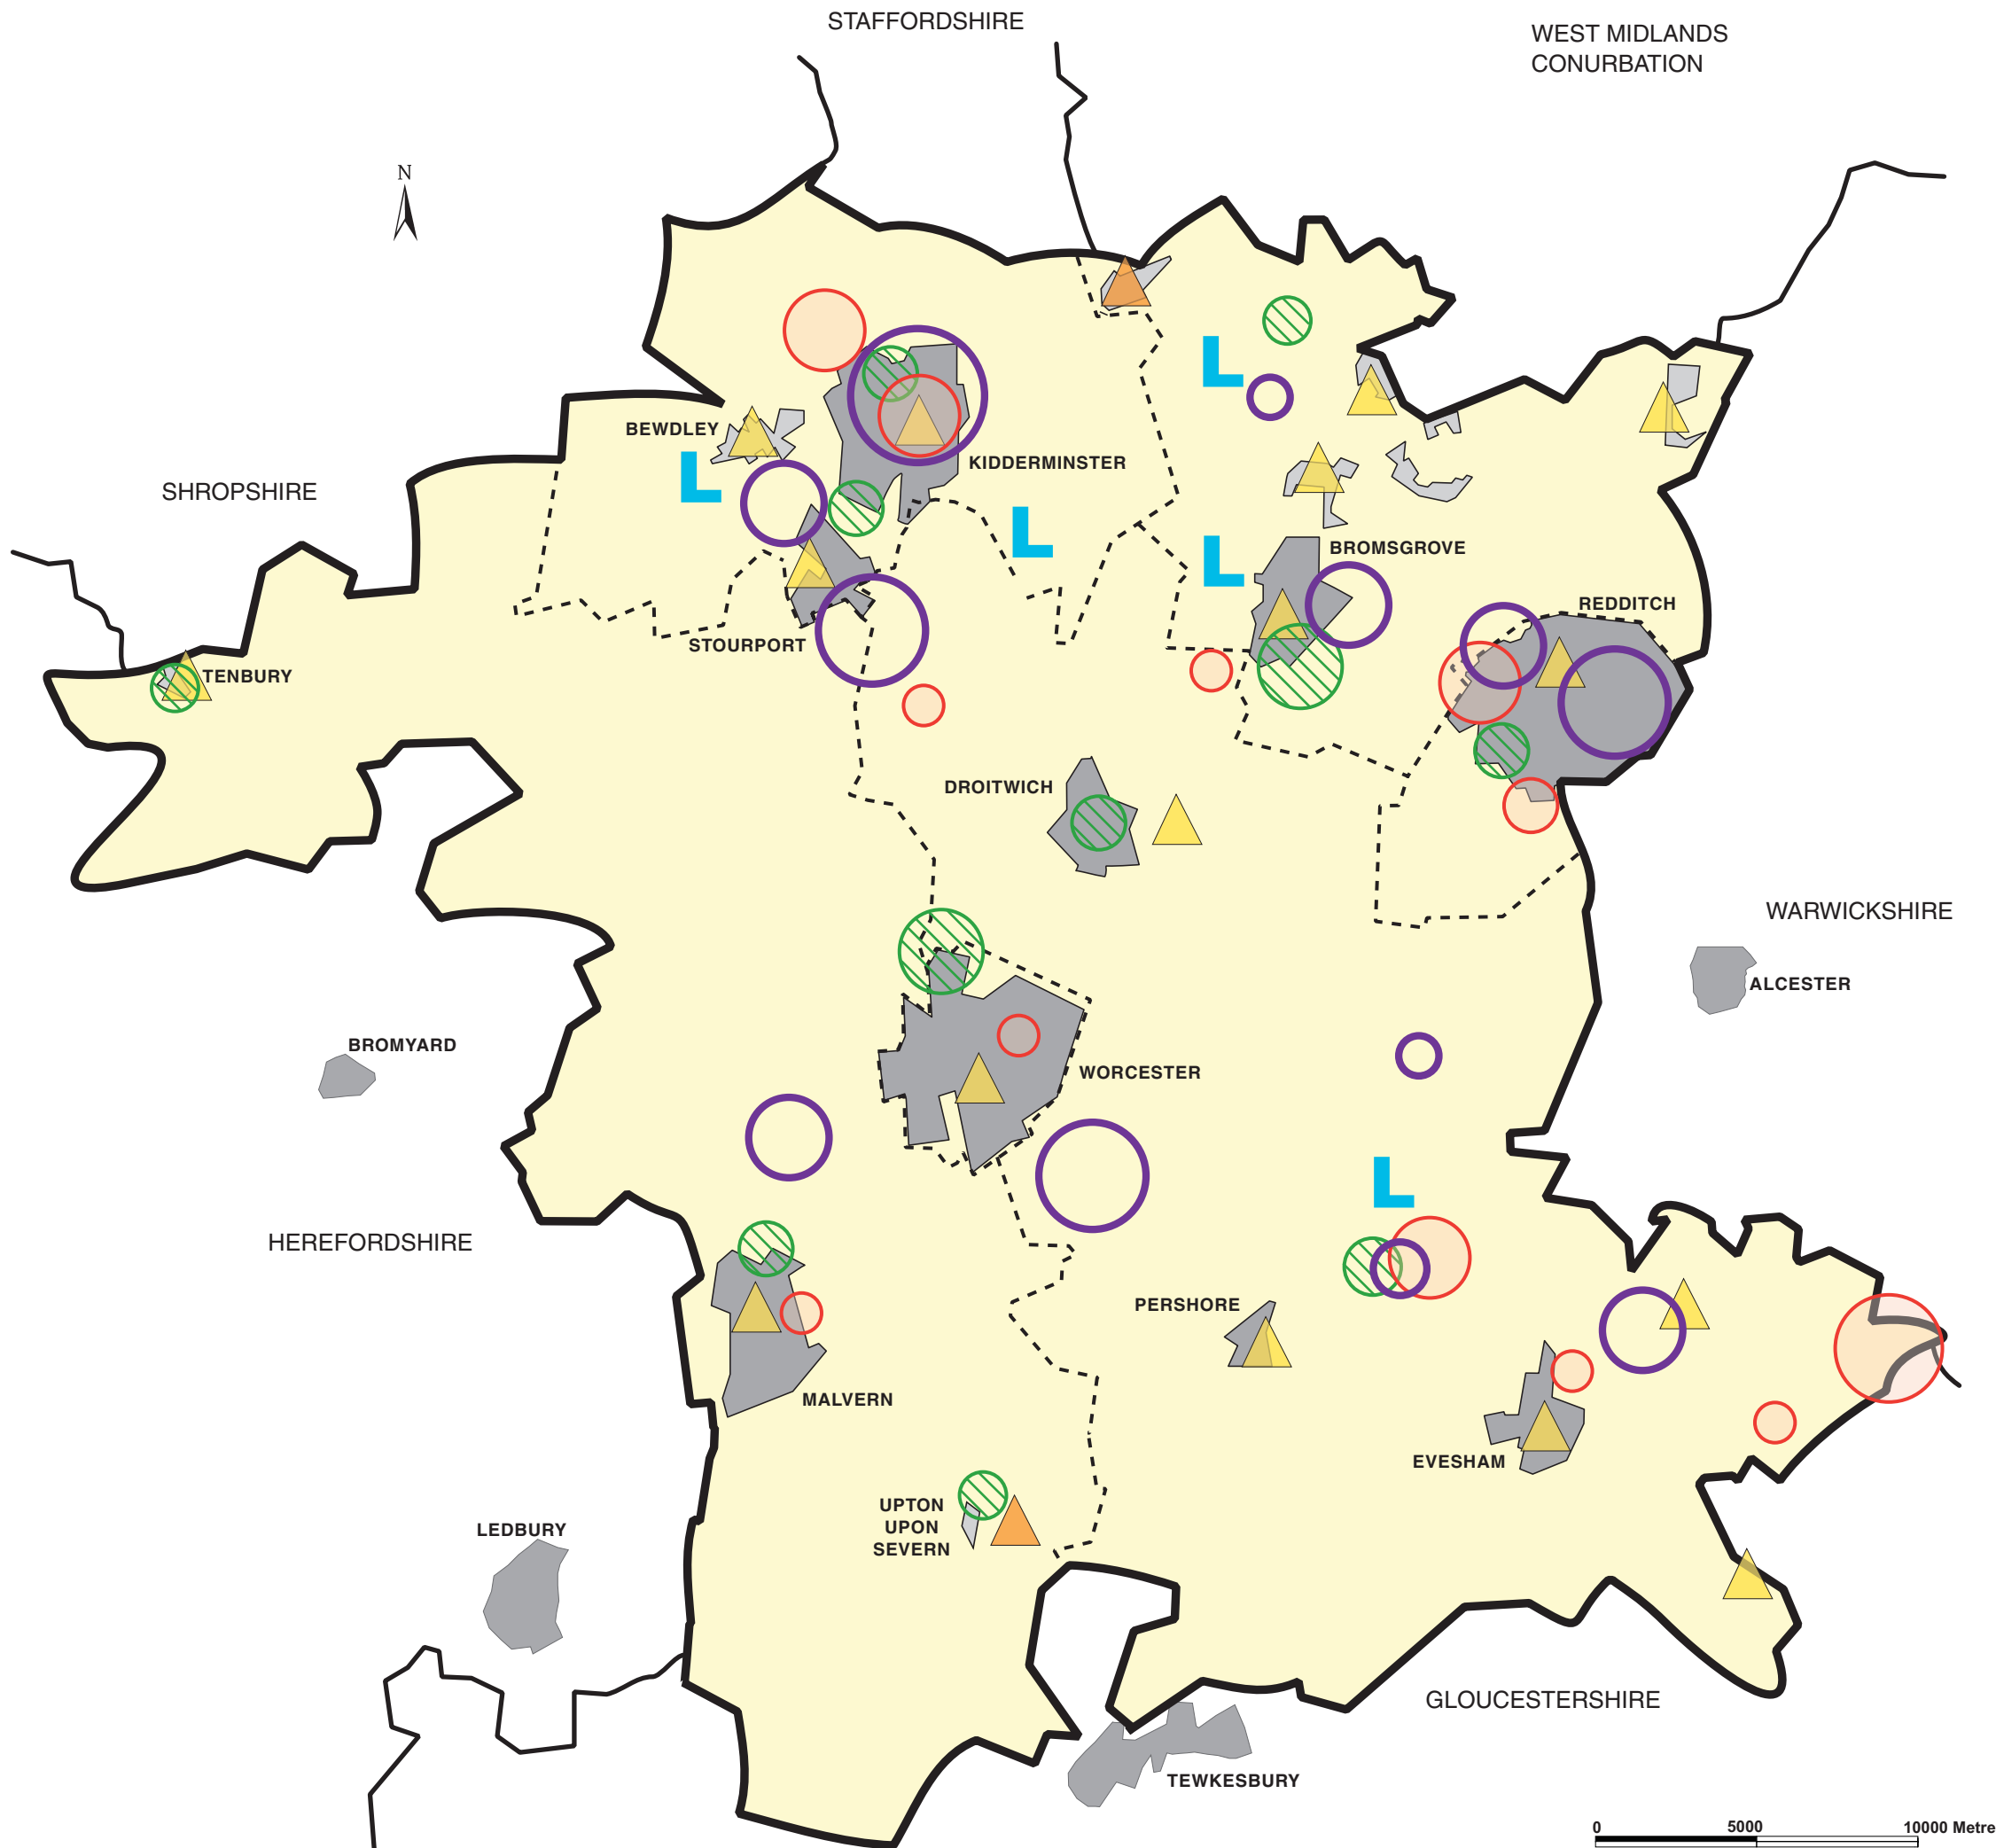 STAFFORDSHIRE
WEST MIDLANDS
CONURBATION
N
BEWDLEY
KIDDERMINSTER
SHROPSHIRE
L
L
L
L
BROMSGROVE
REDDITCH
STOURPORT
TENBURY
DROITWICH
WARWICKSHIRE
ALCESTER
BROMYARD
WORCESTER
L
HEREFORDSHIRE
PERSHORE
MALVERN
EVESHAM
UPTON
UPON
SEVERN
LEDBURY
GLOUCESTERSHIRE
TEWKESBURY
0 5000 10000 Metre